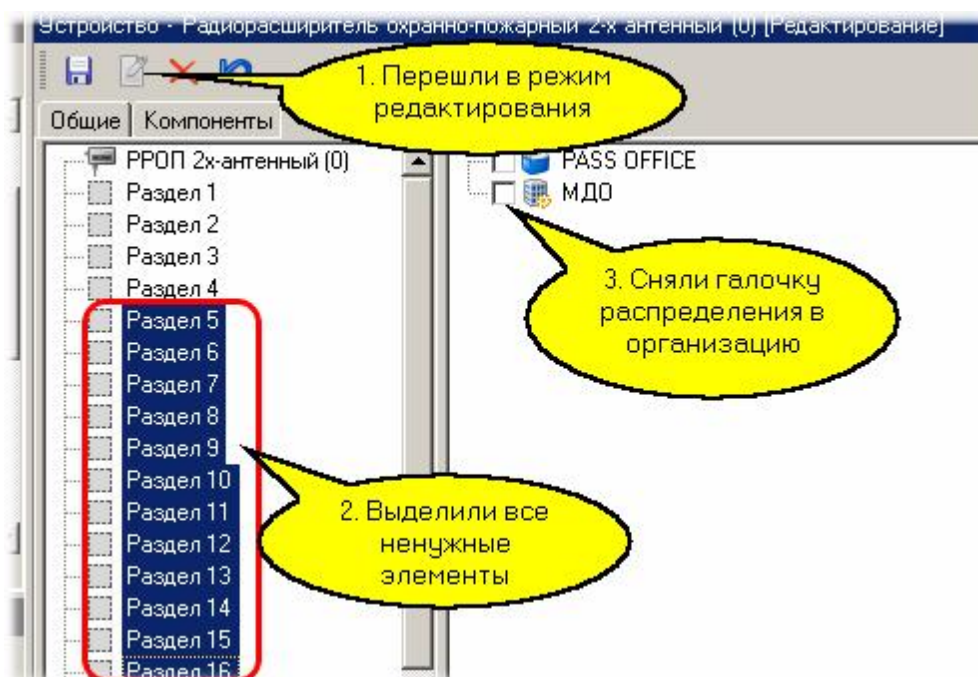 Устройство - Радиорасширитель охранно-пожарный 2-х антенный (0) [Редактирование]
1. Перешли в режим
редактирования
Общие
Компоненты
РРОП 2х-антенный (0)
Раздел 1
Раздел 2
Раздел 3
Раздел 4
Раздел 5
Раздел 6
Раздел 7
Раздел 8
Раздел 9
Раздел 10
Раздел 11
Раздел 12
Раздел 13
Раздел 14
Раздел 15
Раздел 16
PASS OFFICE
МДО
3. Сняли галочку
распределения в
организацию
2. Выделили все
ненужные
элементы